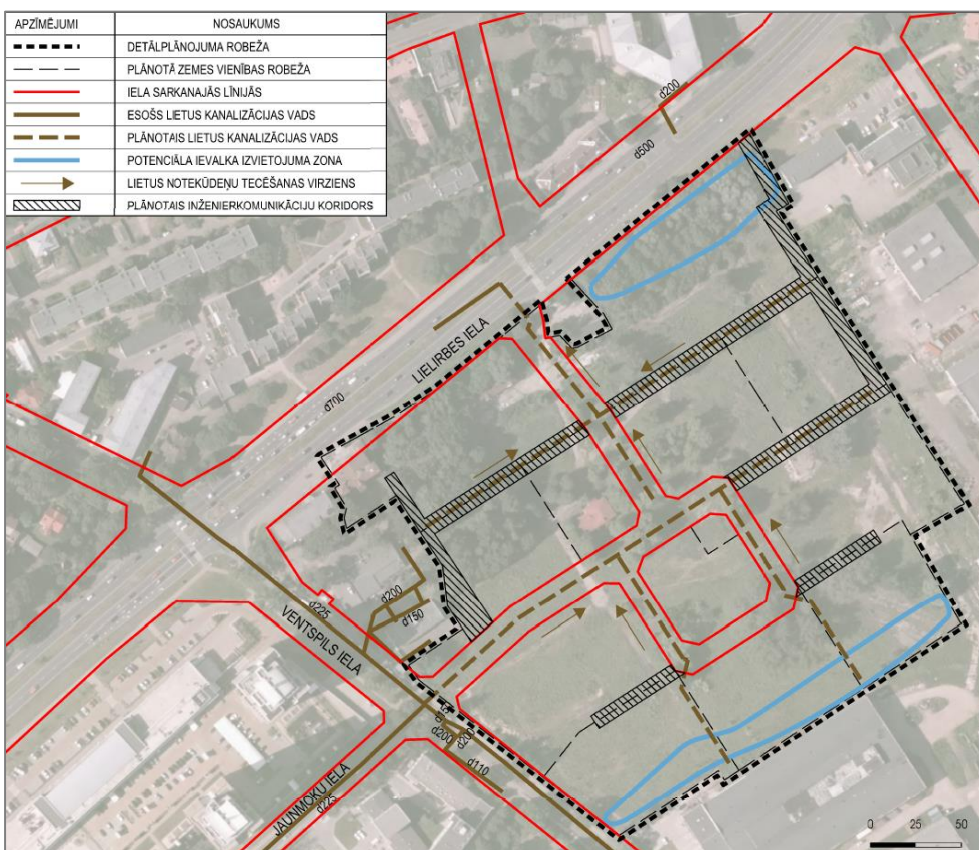 APZĪMĒJUMI NOSAUKUMS
DETĀLPLĀNOJUMA ROBEŽA
PLĀNOTĀ ZEMES VIENĪBAS ROBEŽA
IELA SARKANAJĀS LĪNIJĀS
ESOŠS LIETUS KANALIZĀCIJAS VADS
PLĀNOTAIS LIETUS KANALIZĀCIJAS VADS
POTENCIĀLA IEVALKA IZVIETOJUMA ZONA
LIETUS NOTEKŪDEŅU TECĒŠANAS VIRZIENS
PLĀNOTAIS INŽENIERKOMUNIKĀCIJU KORIDORS
d200
d500
LIELIRBES IELA
d700
d225
d200
d150
VENTSPILS IELA
d200
d200
d110
JAUNMOKU IELA
d225
0 25 50